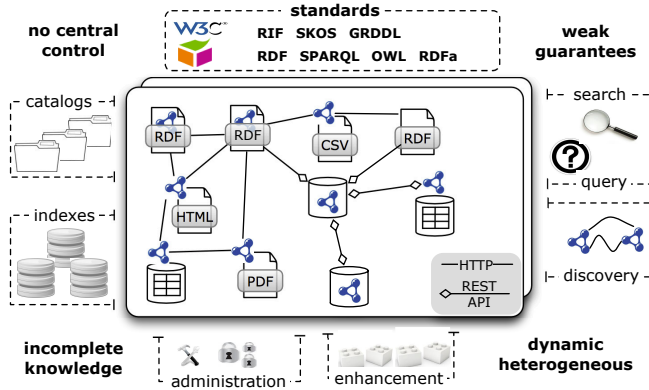 standards
no central
control
W3C
RIF SKOS GRDDL
RDF SPARQL OWL RDFa
weak
guarantees
catalogs
search
query
indexes
discovery
RDF
RDF
CSV
RDF
HTML
PDF
HTTP
REST
API
incomplete
knowledge
administration
enhancement
dynamic
heterogeneous